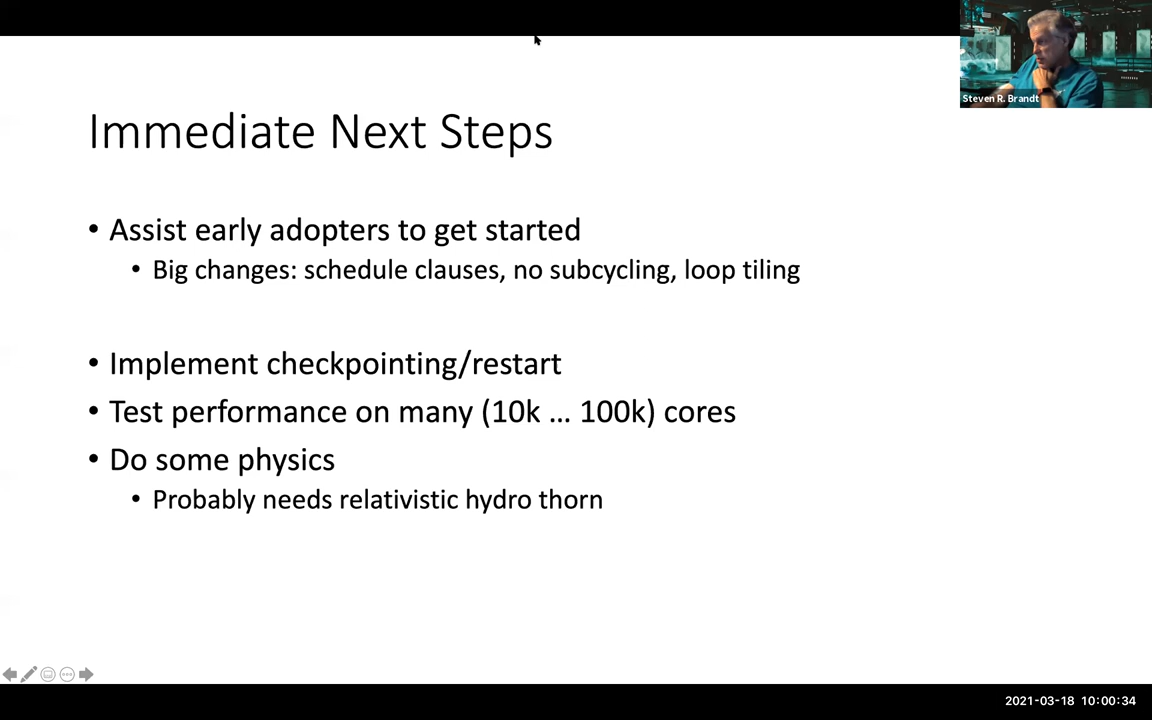 Steven R. Brandt
Immediate Next Steps
• Assist early adopters to get started
• Big changes: schedule clauses, no subcycling, loop tiling
• Implement checkpointing/restart
• Test performance on many (10k … 100k) cores
• Do some physics
• Probably needs relativistic hydro thorn
2021-03-18 10:00:34